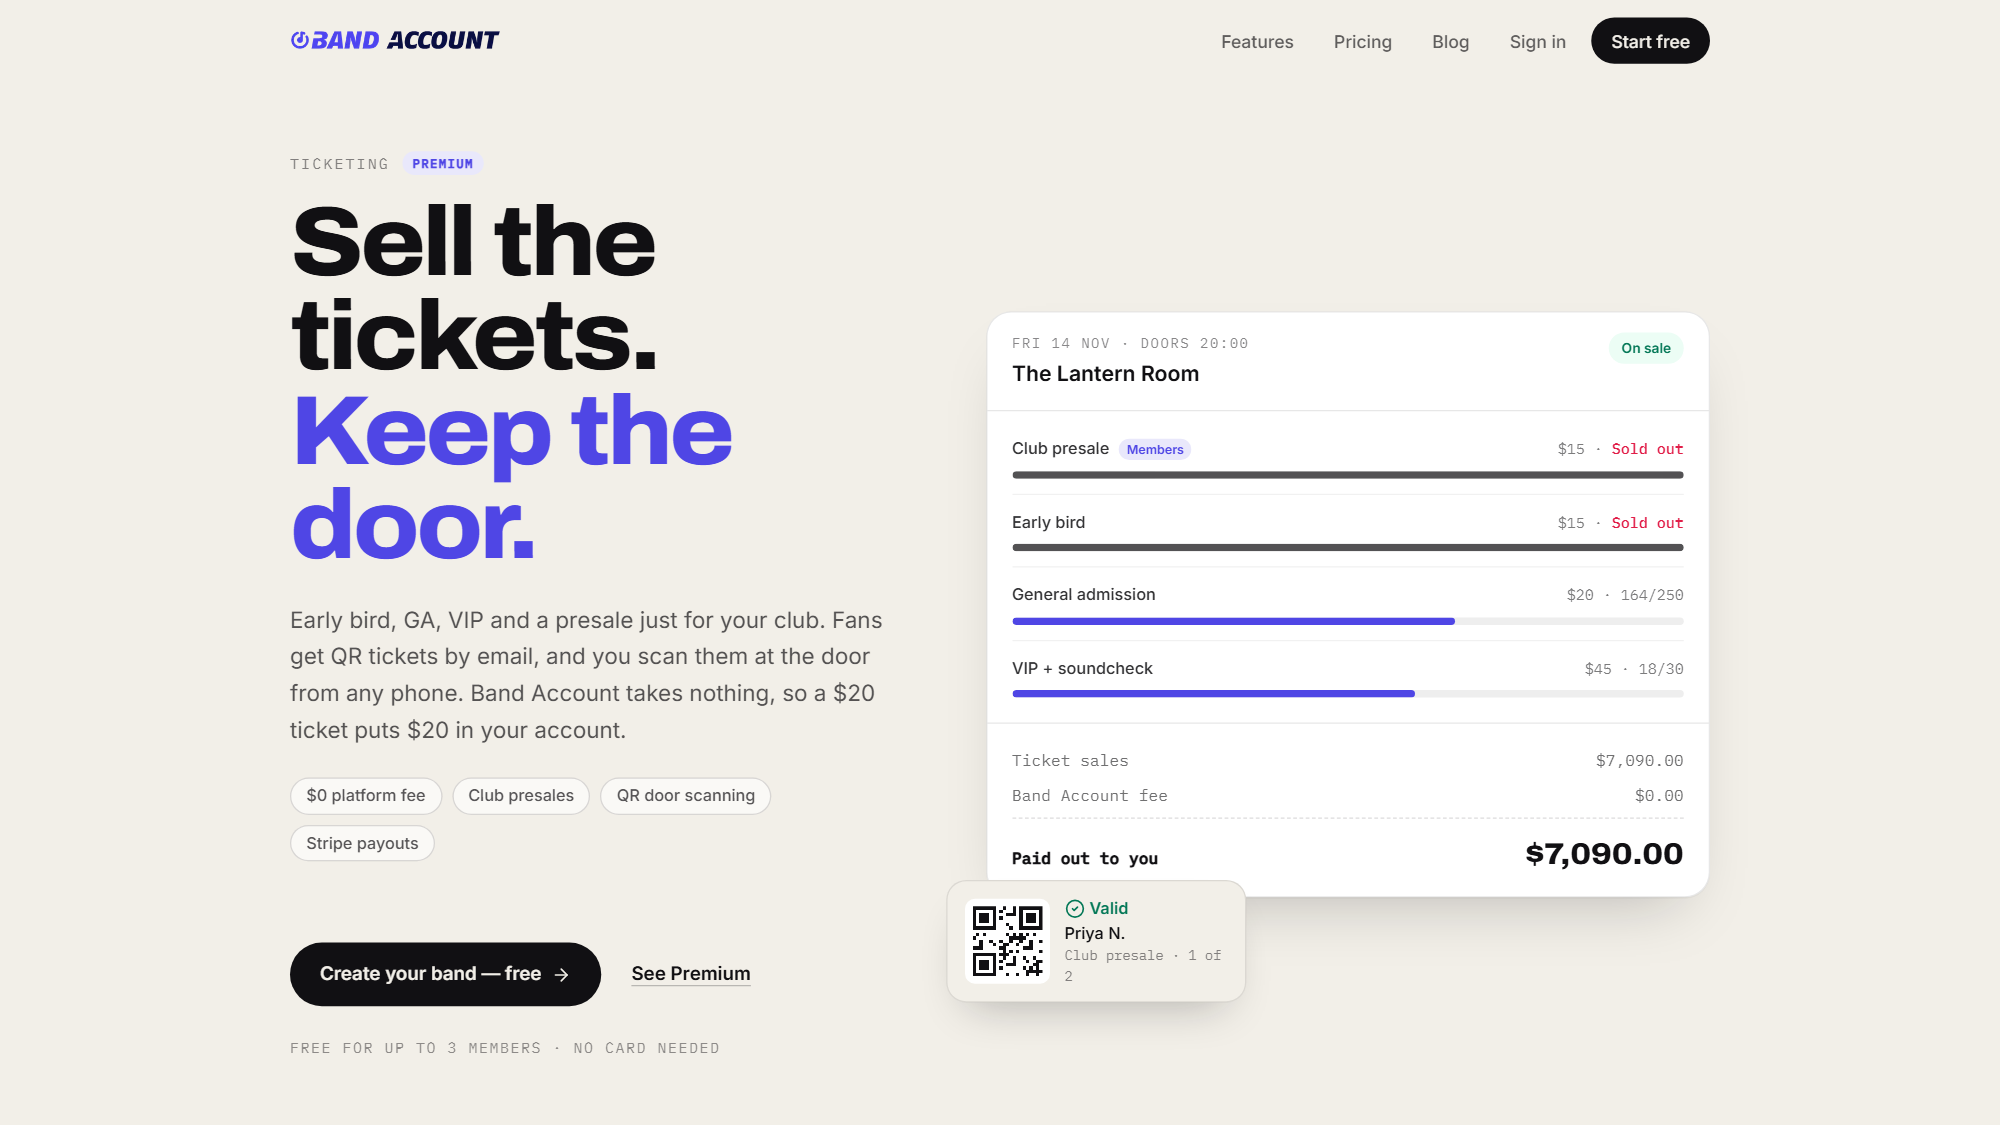 BAND ACCOUNT
Features
Pricing
Blog
Sign in
Start free
TICKETING
PREMIUM
Sell the
tickets.
Keep the
door.
Early bird, GA, VIP and a presale just for your club. Fans
get QR tickets by email, and you scan them at the door
from any phone. Band Account takes nothing, so a $20
ticket puts $20 in your account.
$0 platform fee
Club presales
QR door scanning
Stripe payouts
Create your band — free →
See Premium
FREE FOR UP TO 3 MEMBERS · NO CARD NEEDED
FRI 14 NOV · DOORS 20:00
The Lantern Room
On sale
Club presale Members $15 · Sold out
Early bird $15 · Sold out
General admission $20 · 164/250
VIP + soundcheck $45 · 18/30
Ticket sales $7,090.00
Band Account fee $0.00
Paid out to you $7,090.00
Valid
Priya N.
Club presale · 1 of
2